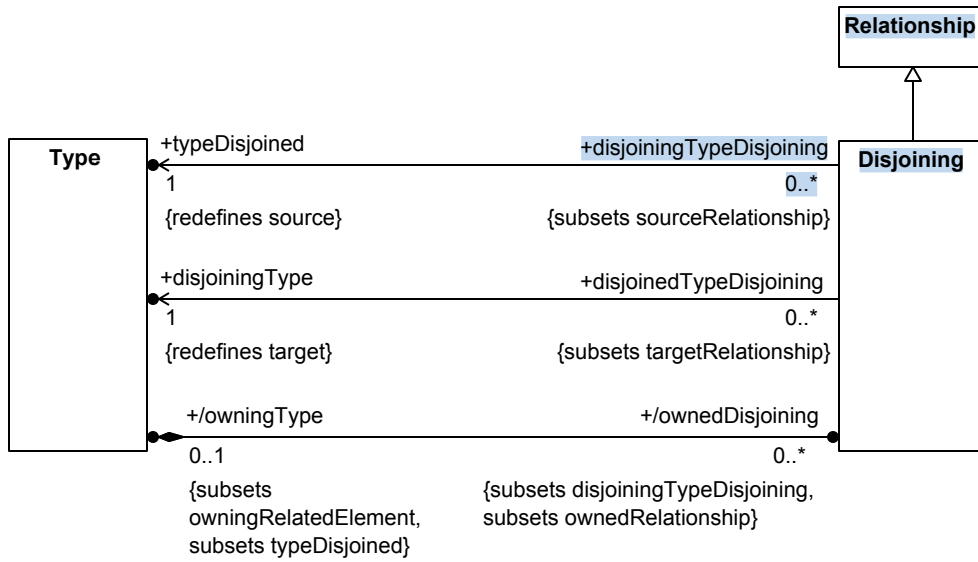 Relationship
Type
+typeDisjoined
+disjoiningTypeDisjoining
Disjoining
1
0..*
{redefines source}
{subsets sourceRelationship}
+disjoiningType
+disjoinedTypeDisjoining
1
0..*
{redefines target}
{subsets targetRelationship}
+/owningType
+/ownedDisjoining
0..1
0..*
{subsets
owningRelatedElement,
subsets typeDisjoined}
{subsets disjoiningTypeDisjoining,
subsets ownedRelationship}